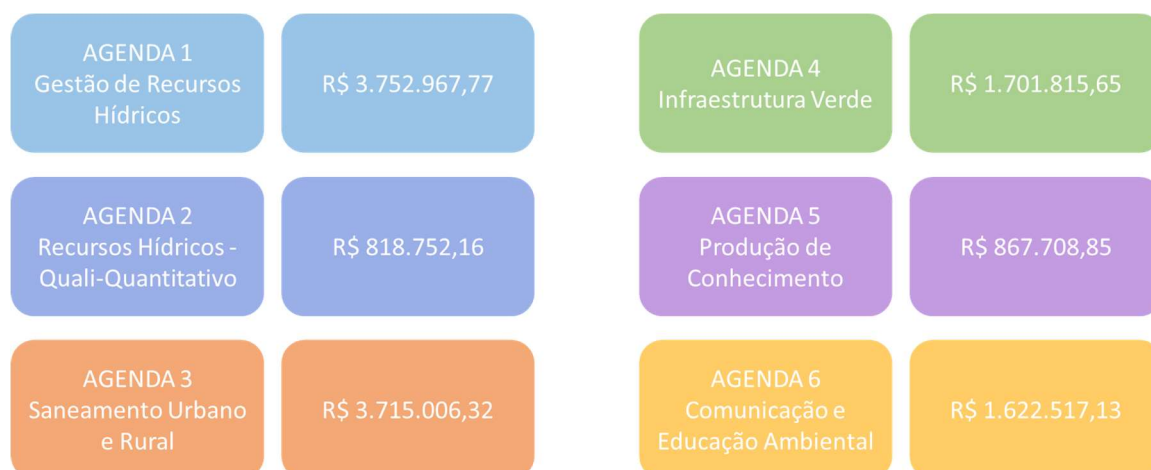 AGENDA 1
Gestão de Recursos
Hídricos
R$ 3.752.967,77
AGENDA 2
Recursos Hídricos -
Quali-Quantitativo
R$ 818.752,16
AGENDA 3
Saneamento Urbano
e Rural
R$ 3.715.006,32
AGENDA 4
Infraestrutura Verde
R$ 1.701.815,65
AGENDA 5
Produção de
Conhecimento
R$ 867.708,85
AGENDA 6
Comunicação e
Educação Ambiental
R$ 1.622.517,13